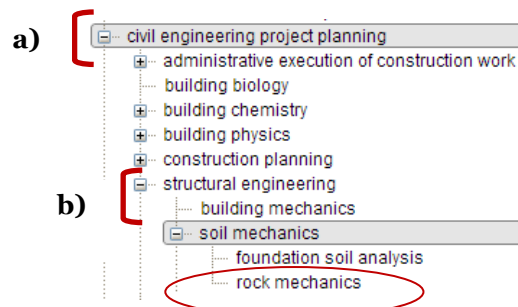 a)
civil engineering project planning
administrative execution of construction work
building biology
building chemistry
building physics
construction planning
structural engineering
b)
building mechanics
soil mechanics
foundation soil analysis
rock mechanics